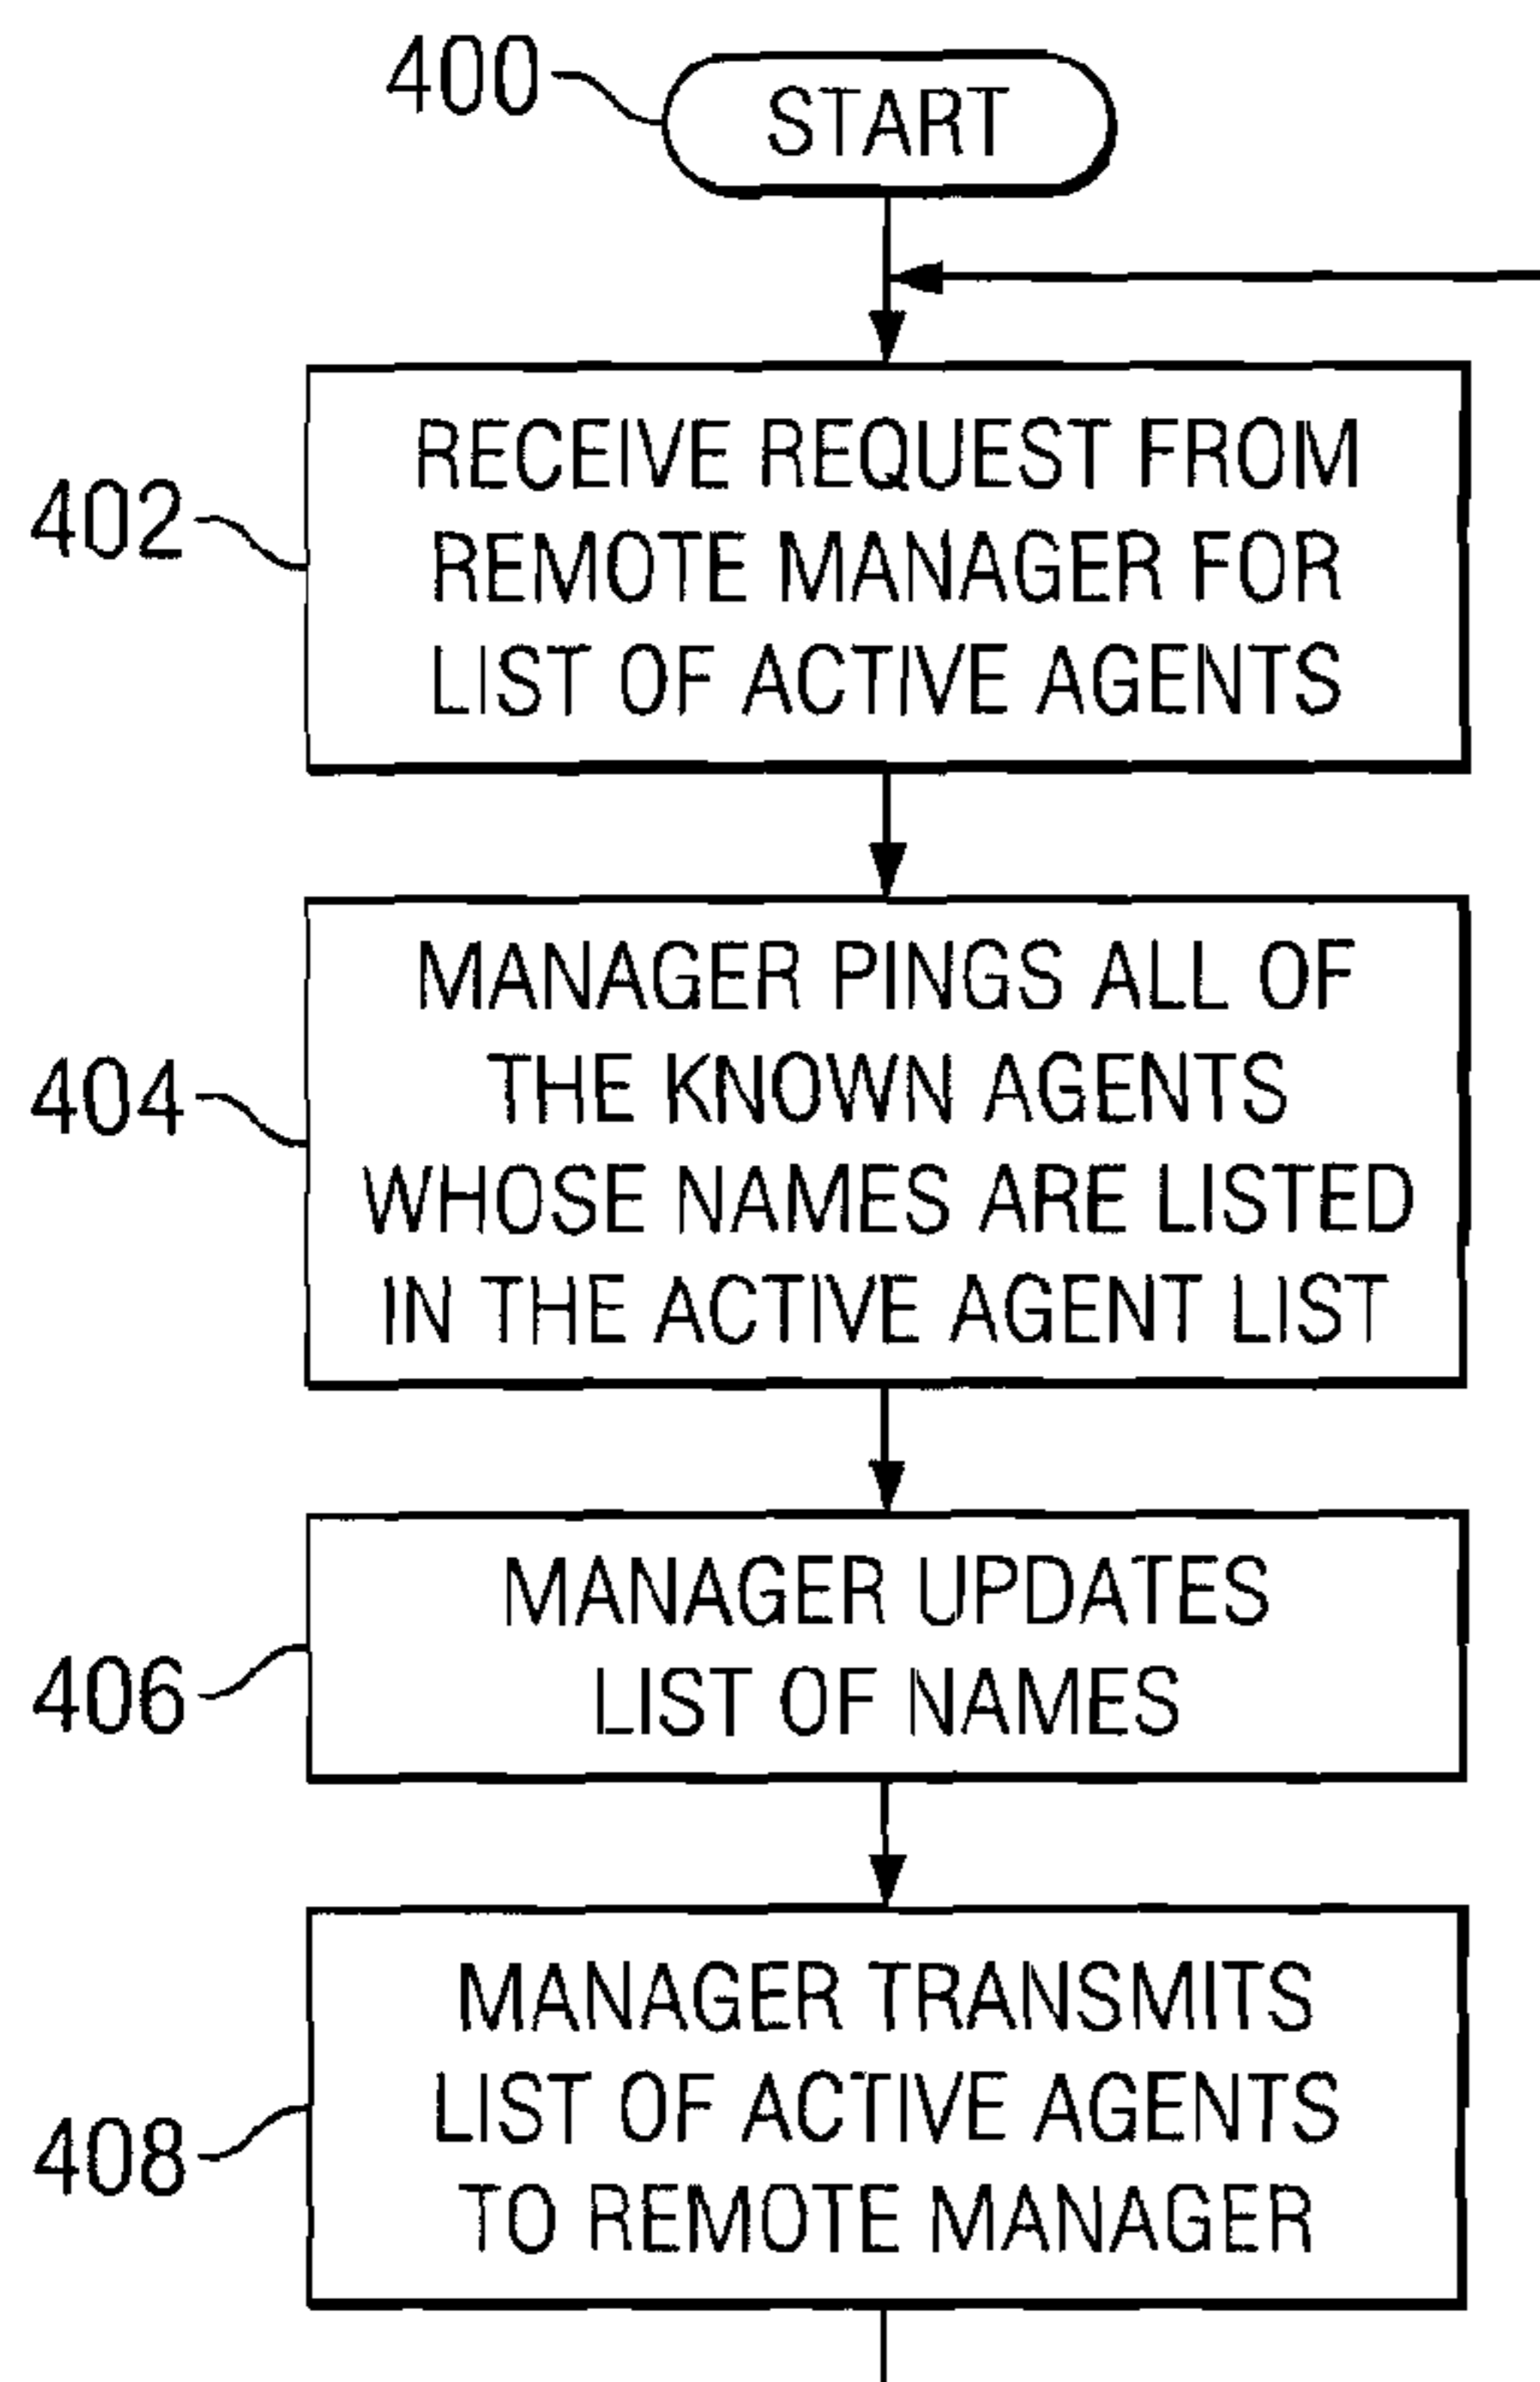 400
START
402
RECEIVE REQUEST FROM
REMOTE MANAGER FOR
LIST OF ACTIVE AGENTS
404
MANAGER PINGS ALL OF
THE KNOWN AGENTS
WHOSE NAMES ARE LISTED
IN THE ACTIVE AGENT LIST
406
MANAGER UPDATES
LIST OF NAMES
408
MANAGER TRANSMITS
LIST OF ACTIVE AGENTS
TO REMOTE MANAGER